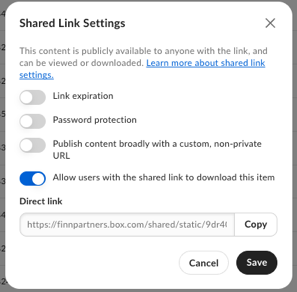 Shared Link Settings
This content is publicly available to anyone with the link, and
can be viewed or downloaded. Learn more about shared link
settings.
Link expiration
Password protection
Publish content broadly with a custom, non-private
URL
Allow users with the shared link to download this item
Direct link
https://finnpartners.box.com/shared/static/9dr4
Copy
Cancel
Save